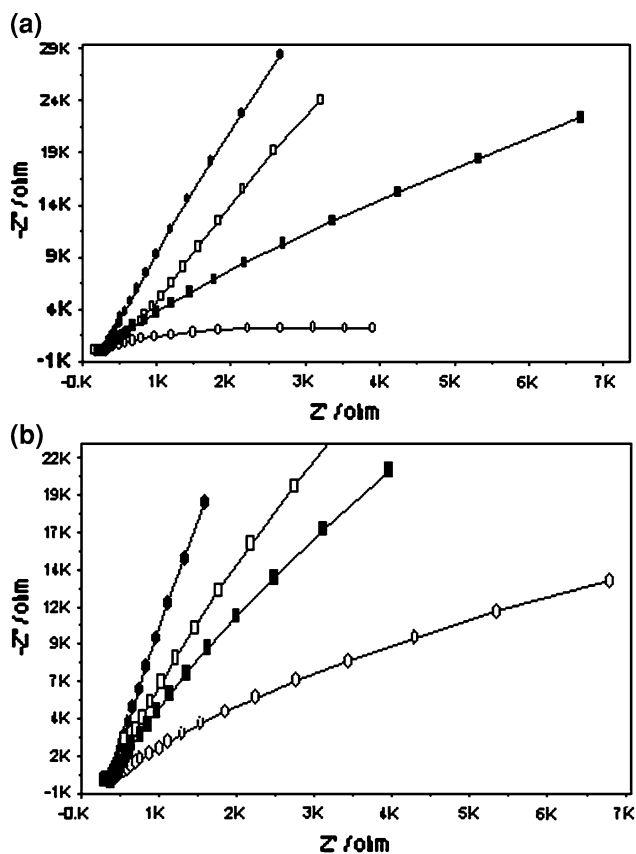 (a)
29K
24K
19K
14K
9K
4K
-1K
-Z'' /ohm
-0.K 1K 2K 3K 4K 5K 6K 7K
Z' /ohm
(b)
22K
19K
17K
14K
12K
9K
7K
4K
2K
-1K
-Z'' /ohm
-0.K 1K 2K 3K 4K 5K 6K 7K
Z' /ohm